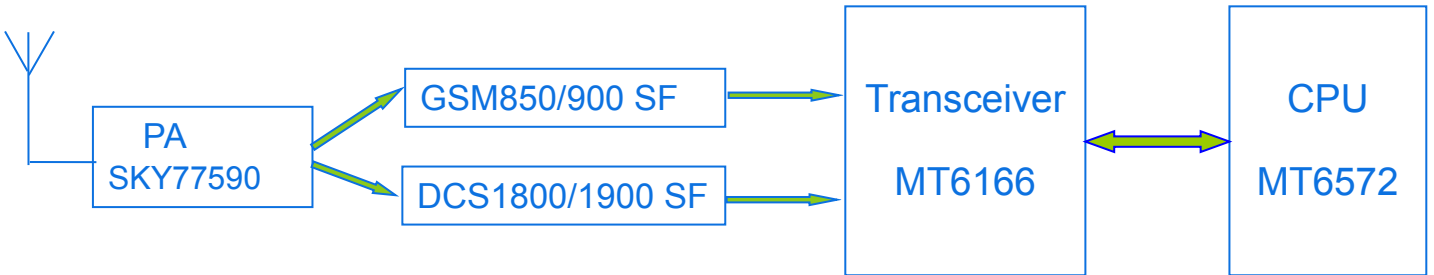 PA
SKY77590
GSM850/900 SF
DCS1800/1900 SF
Transceiver
MT6166
CPU
MT6572